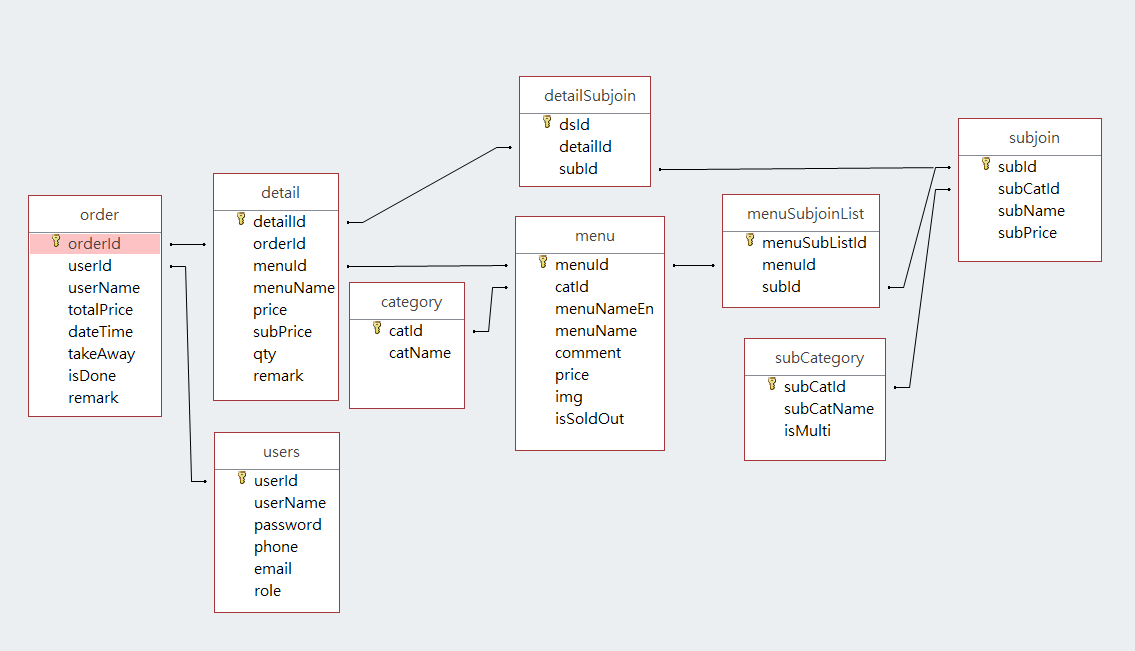 order
orderId
userId
userName
totalPrice
dateTime
takeAway
isDone
remark
detail
detailId
orderId
menuId
menuName
price
subPrice
qty
remark
users
userId
userName
password
phone
email
role
category
catId
catName
detailSubjoin
dsId
detailId
subId
menu
menuId
catId
menuNameEn
menuName
comment
price
img
isSoldOut
menuSubjoinList
menuSubListId
menuId
subId
subCategory
subCatId
subCatName
isMulti
subjoin
subId
subCatId
subName
subPrice